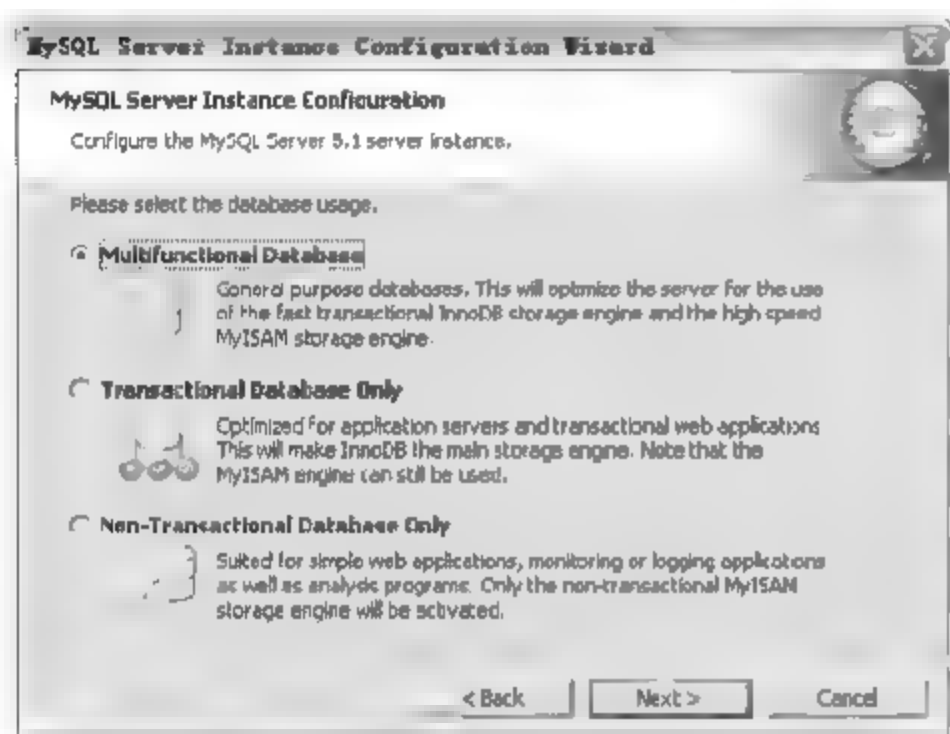 MySQL Server Instance Configuration Wizard
MySQL Server Instance Configuration
Configure the MySQL Server 5.1 server instance.
Please select the database usage.
Multifunctional Database
General purpose databases. This will optimize the server for the use
of the fast transactional InnoDB storage engine and the high speed
MyISAM storage engine.
Transactional Database Only
Optimized for application servers and transactional web applications
This will make InnoDB the main storage engine. Note that the
MyISAM engine can still be used.
Non-Transactional Database Only
Suited for simple web applications, monitoring or logging applications
as well as analysis programs. Only the non-transactional MyISAM
storage engine will be activated.
< Back
Next >
Cancel